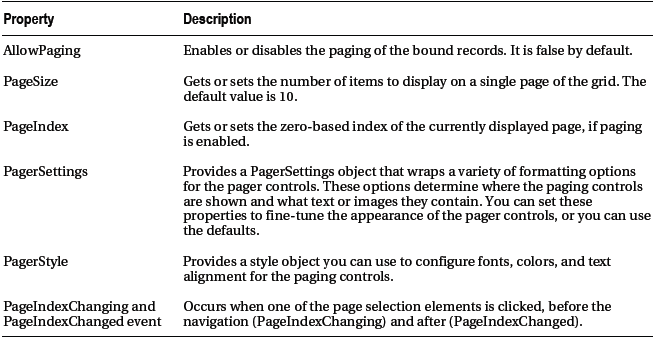 Property Description
AllowPaging Enables or disables the paging of the bound records. It is false by default.
PageSize Gets or sets the number of items to display on a single page of the grid. The
default value is 10.
PageIndex Gets or sets the zero-based index of the currently displayed page, if paging
is enabled.
PagerSettings Provides a PagerSettings object that wraps a variety of formatting options
for the pager controls. These options determine where the paging controls
are shown and what text or images they contain. You can set these
properties to fine-tune the appearance of the pager controls, or you can use
the defaults.
PagerStyle Provides a style object you can use to configure fonts, colors, and text
alignment for the paging controls.
PageIndexChanging and Occurs when one of the page selection elements is clicked, before the
PageIndexChanged event navigation (PageIndexChanging) and after (PageIndexChanged).